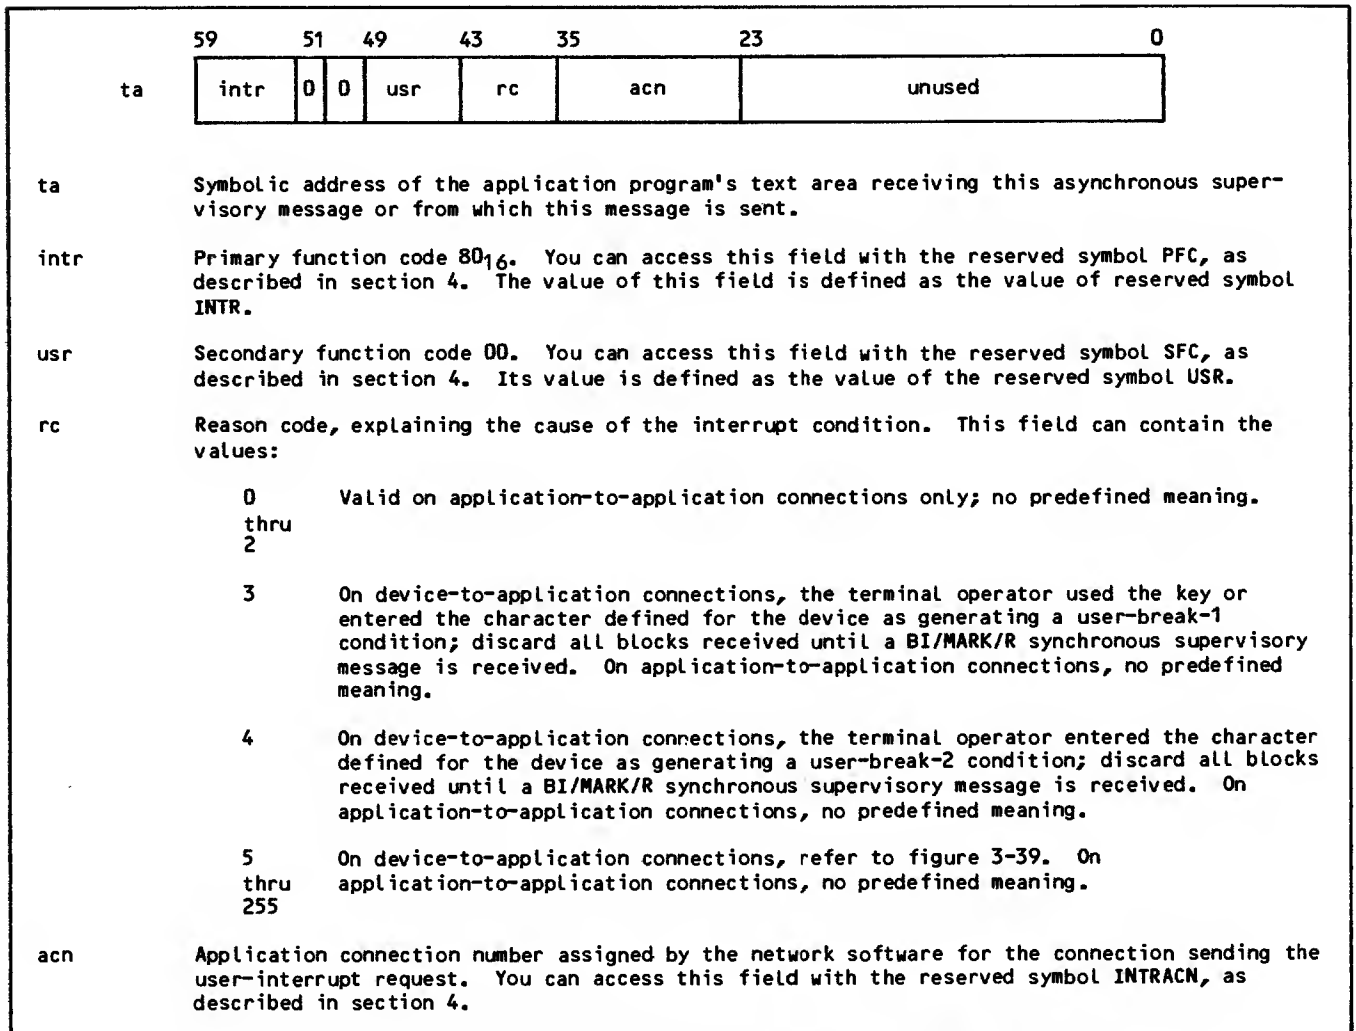 59 51 49 43 35 23 0
ta intr 0 0 usr rc acn unused
ta Symbolic address of the application program's text area receiving this asynchronous super-
visory message or from which this message is sent.
intr Primary function code 80₁₆. You can access this field with the reserved symbol PFC, as
described in section 4. The value of this field is defined as the value of reserved symbol
INTR.
usr Secondary function code 00. You can access this field with the reserved symbol SFC, as
described in section 4. Its value is defined as the value of the reserved symbol USR.
rc Reason code, explaining the cause of the interrupt condition. This field can contain the
values:
0 Valid on application-to-application connections only; no predefined meaning.
thru
2
3 On device-to-application connections, the terminal operator used the key or
entered the character defined for the device as generating a user-break-1
condition; discard all blocks received until a BI/MARK/R synchronous supervisory
message is received. On application-to-application connections, no predefined
meaning.
4 On device-to-application connections, the terminal operator entered the character
defined for the device as generating a user-break-2 condition; discard all blocks
received until a BI/MARK/R synchronous supervisory message is received. On
application-to-application connections, no predefined meaning.
5 On device-to-application connections, refer to figure 3-39. On
thru application-to-application connections, no predefined meaning.
255
acn Application connection number assigned by the network software for the connection sending the
user-interrupt request. You can access this field with the reserved symbol INTRACN, as
described in section 4.